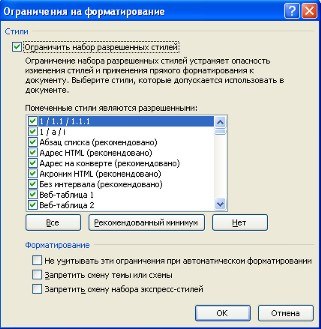 Ограничения на форматирование
Стили
Ограничить набор разрешенных стилей
Ограничение набора разрешенных стилей устраняет опасность
изменения стилей и применения прямого форматирования к
документу. Выберите стили, которые допускается использовать в
документе.
Помеченные стили являются разрешенными:
1 / 1.1 / 1.1.1
1 / a / i
Абзац списка (рекомендовано)
Адрес HTML (рекомендовано)
Адрес на конверте (рекомендовано)
Акроним HTML (рекомендовано)
Без интервала (рекомендовано)
Веб-таблица 1
Веб-таблица 2
Все Рекомендованный минимум Нет
Форматирование
Не учитывать эти ограничения при автоматическом форматировании
Запретить смену темы или схемы
Запретить смену набора экспресс-стилей
ОК Отмена